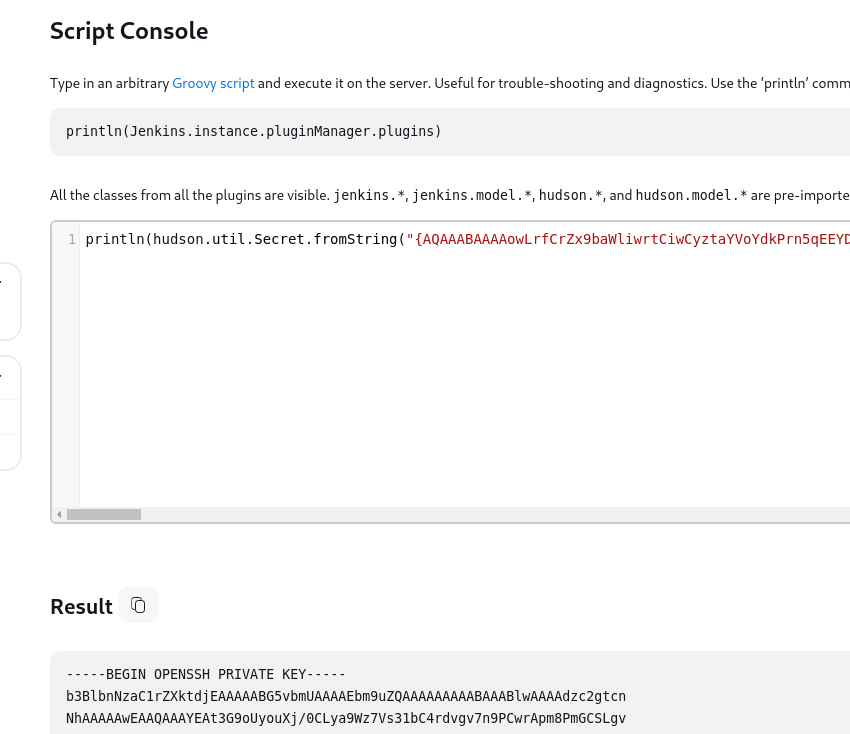 Script Console
Type in an arbitrary Groovy script and execute it on the server. Useful for trouble-shooting and diagnostics. Use the ‘println’ comm
println(Jenkins.instance.pluginManager.plugins)
All the classes from all the plugins are visible. jenkins.*, jenkins.model.*, hudson.*, and hudson.model.* are pre-importe
1 println(hudson.util.Secret.fromString("{AQAAABAAAAowLrfCrZx9baWliwrtCiwCyztaYVoYdkPrn5qEEYD
Result
-----BEGIN OPENSSH PRIVATE KEY-----
b3BlbnNzaC1rZXktdjEAAAAABG5vbmUAAAAEbm9uZQAAAAAAAAABAAABlwAAAAdzc2gtcn
NhAAAAAwEAAQAAAYEAt3G9oUyouXj/0CLya9Wz7Vs31bC4rdvgv7n9PCwrApm8PmGCSLgv